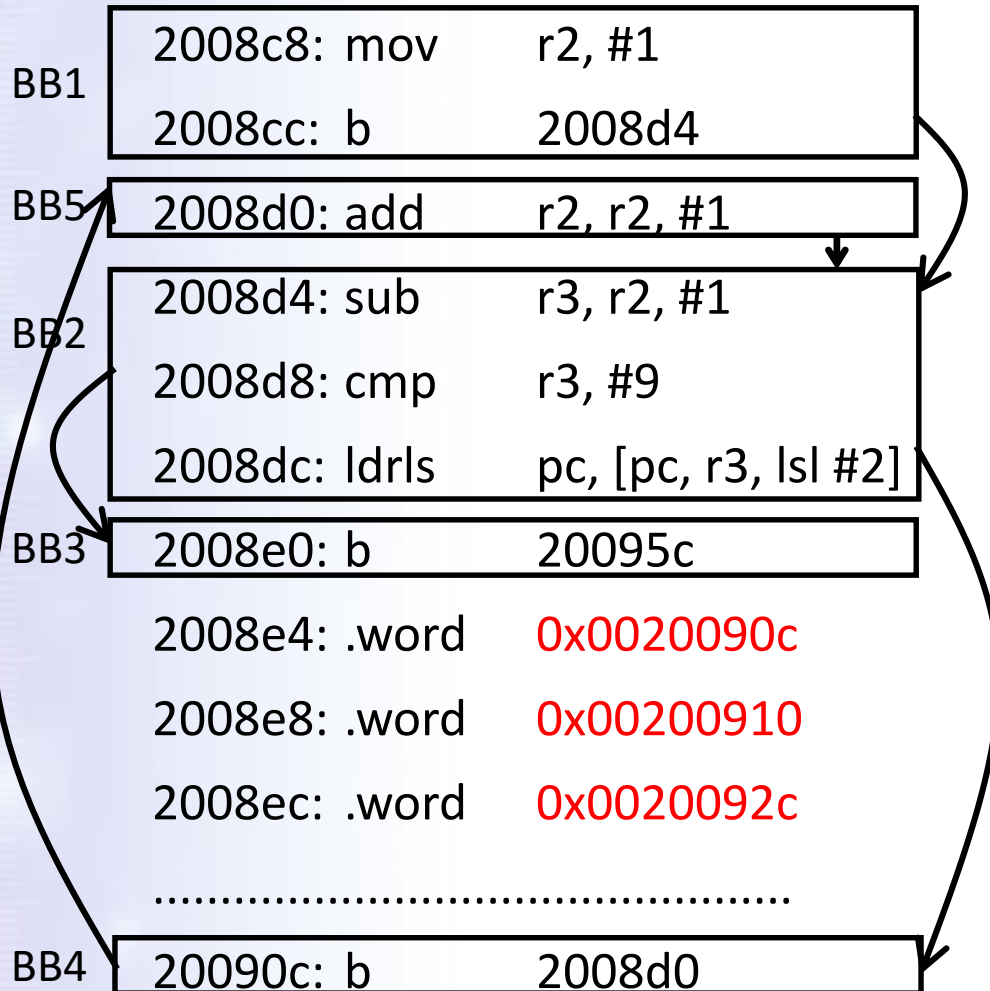 BB1 2008c8: mov r2, #1
2008cc: b 2008d4
BB5 2008d0: add r2, r2, #1
2008d4: sub r3, r2, #1
BB2
2008d8: cmp r3, #9
2008dc: ldrls pc, [pc, r3, lsl #2]
BB3 2008e0: b 20095c
2008e4: .word 0x0020090c
2008e8: .word 0x00200910
2008ec: .word 0x0020092c
...............................................
BB4 20090c: b 2008d0